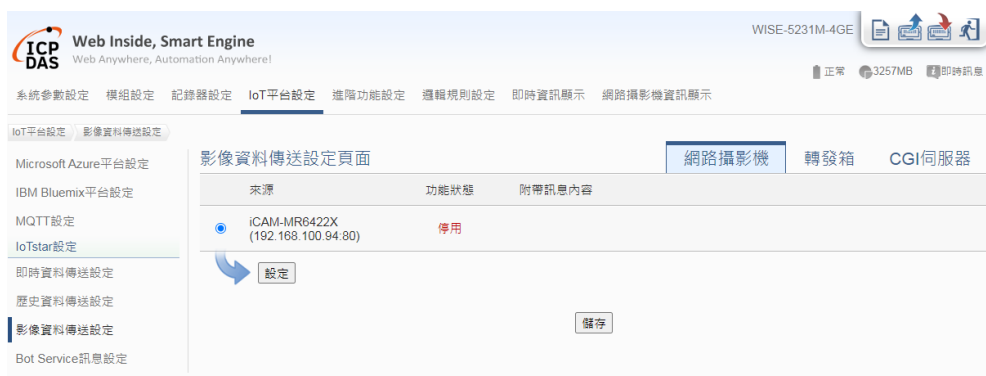 ICP
DAS
Web Inside, Smart Engine
Web Anywhere, Automation Anywhere!
WISE-5231M-4GE
正常 3257MB 即時訊息
系統參數設定 模組設定 記錄器設定 IoT平台設定 進階功能設定 邏輯規則設定 即時資訊顯示 網路攝影機資訊顯示
IoT平台設定 影像資料傳送設定
Microsoft Azure平台設定
IBM Bluemix平台設定
MQTT設定
IoTstar設定
即時資料傳送設定
歷史資料傳送設定
影像資料傳送設定
Bot Service訊息設定
影像資料傳送設定頁面
網路攝影機 轉發箱 CGI伺服器
來源 功能狀態 附帶訊息內容
iCAM-MR6422X
(192.168.100.94:80)
停用
設定
儲存